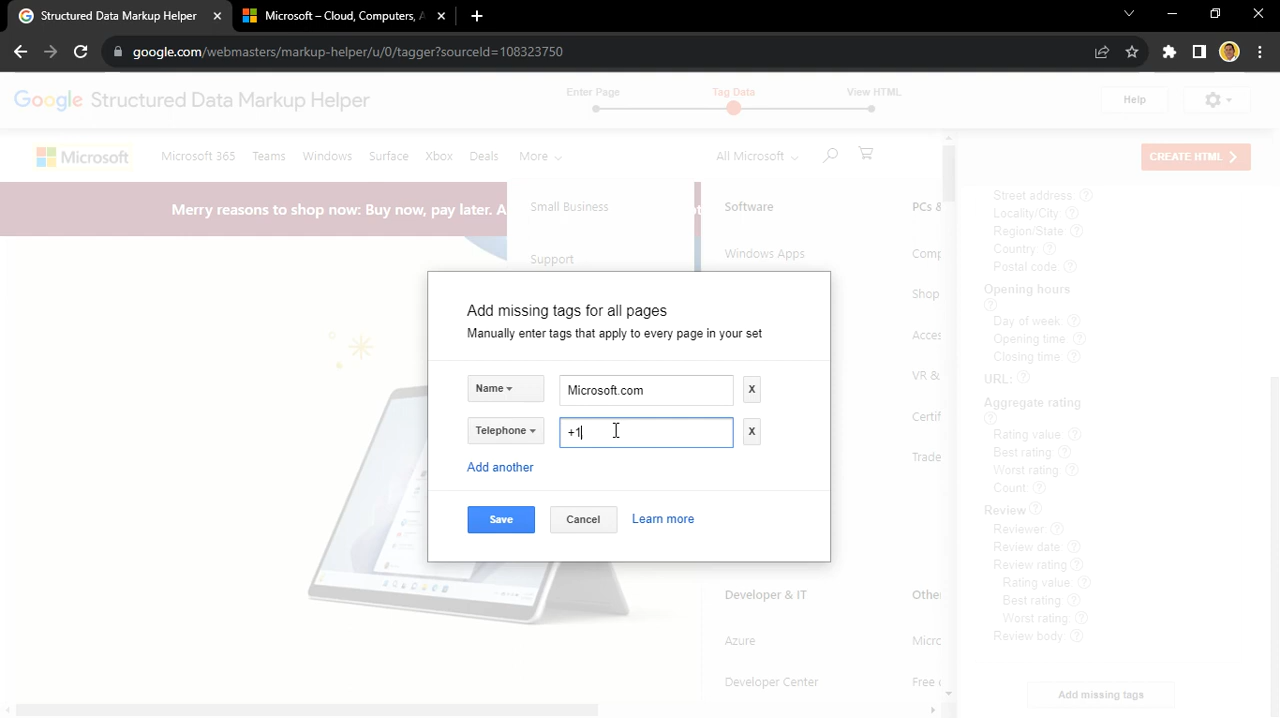 Structured Data Markup Helper
Microsoft – Cloud, Computers, A
google.com/webmasters/markup-helper/u/0/tagger?sourceId=108323750
Google Structured Data Markup Helper
Enter Page
Tag Data
View HTML
Help
Microsoft
Microsoft 365
Teams
Windows
Surface
Xbox
Deals
More
All Microsoft
CREATE HTML
Merry reasons to shop now: Buy now, pay later. A
Small Business
Support
Software
Windows Apps
PCs &
Comp
Shop
Acces
VR &
Certif
Trade
Add missing tags for all pages
Manually enter tags that apply to every page in your set
Name
Microsoft.com
X
Telephone
+1
X
Add another
Save
Cancel
Learn more
Developer & IT
Azure
Developer Center
Other
Micro
Free
Street address:
Locality/City:
Region/State:
Country:
Postal code:
Opening hours
Day of week:
Opening time:
Closing time:
URL:
Aggregate rating
Rating value:
Best rating:
Worst rating:
Count:
Review
Reviewer:
Review date:
Review rating
Rating value:
Best rating:
Worst rating:
Review body:
Add missing tags